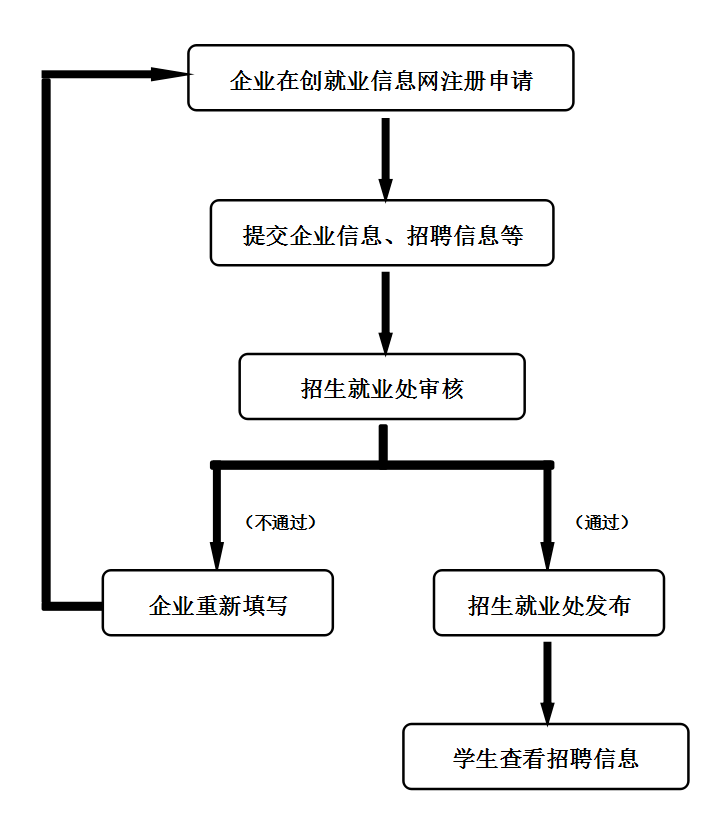 企业在创就业信息网注册申请
提交企业信息、招聘信息等
招生就业处审核
（不通过）
（通过）
企业重新填写
招生就业处发布
学生查看招聘信息